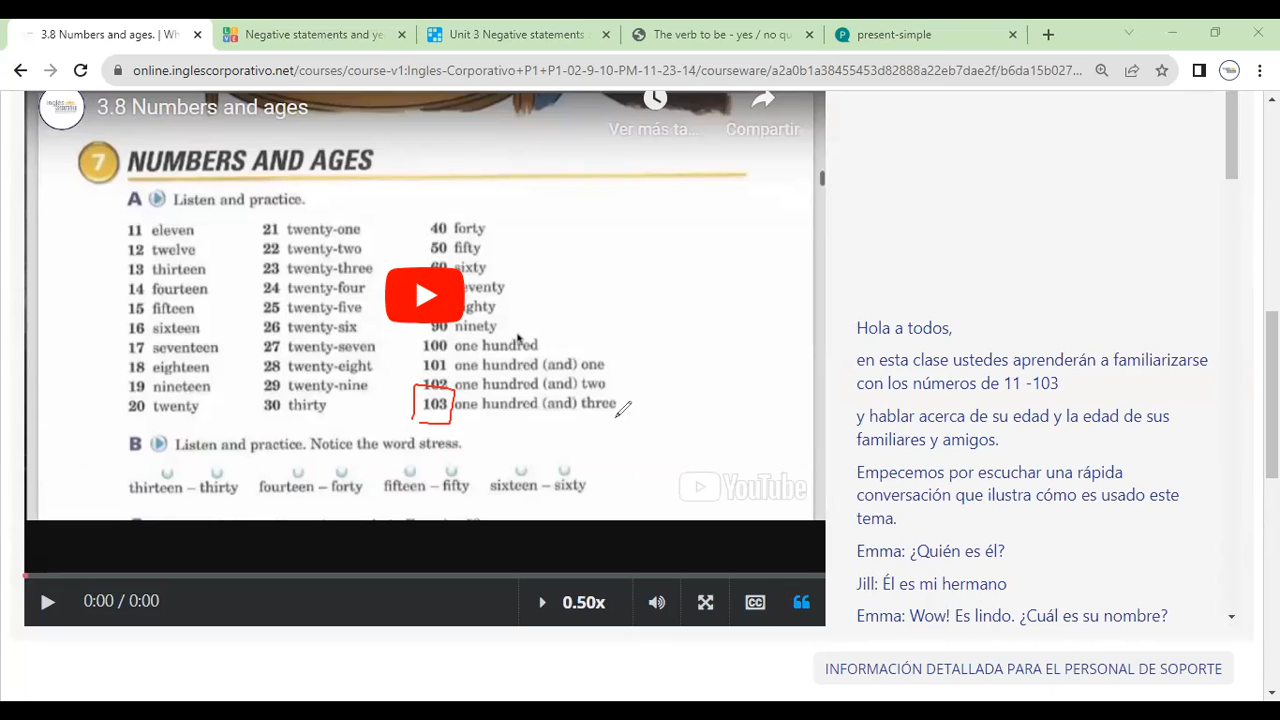 3.8 Numbers and ages. | Wh
Negative statements and ye
Unit 3 Negative statements
The verb to be - yes / no qu
present-simple
online.inglescorporativo.net/courses/course-v1:Ingles-Corporativo+P1+P1-02-9-10-PM-11-23-14/courseware/a2a0b1a38455453d82888a22eb7dae2f/b6da15b027...
3.8 Numbers and ages
Ver más ta...
Compartir
7 NUMBERS AND AGES
A Listen and practice.
11 eleven 21 twenty-one 40 forty
12 twelve 22 twenty-two 50 fifty
13 thirteen 23 twenty-three 60 sixty
14 fourteen 24 twenty-four eventy
15 fifteen 25 twenty-five ghty
16 sixteen 26 twenty-six 90 ninety
17 seventeen 27 twenty-seven 100 one hundred
18 eighteen 28 twenty-eight 101 one hundred (and) one
19 nineteen 29 twenty-nine 102 one hundred (and) two
20 twenty 30 thirty 103 one hundred (and) three
B Listen and practice. Notice the word stress.
thirteen – thirty fourteen – forty fifteen – fifty sixteen – sixty
YouTube
0:00 / 0:00
0.50x
CC
Hola a todos,
en esta clase ustedes aprenderán a familiarizarse
con los números de 11 -103
y hablar acerca de su edad y la edad de sus
familiares y amigos.
Empecemos por escuchar una rápida
conversación que ilustra cómo es usado este
tema.
Emma: ¿Quién es él?
Jill: Él es mi hermano
Emma: Wow! Es lindo. ¿Cuál es su nombre?
INFORMACIÓN DETALLADA PARA EL PERSONAL DE SOPORTE